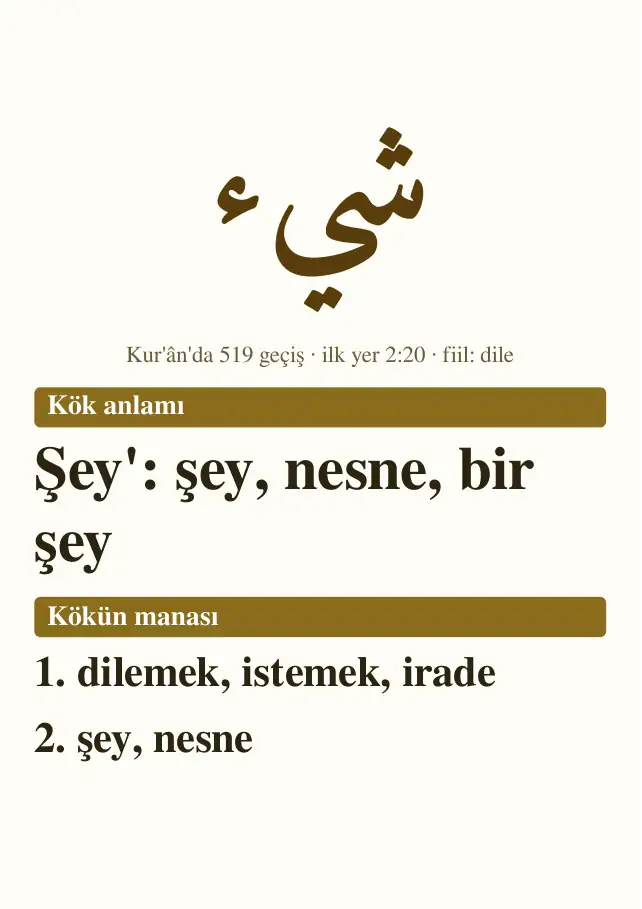 شيء
Kur'ân'da 519 geçiş · ilk yer 2:20 · fiil: dile
Kök anlamı
Şey': şey, nesne, bir
şey
Kökün manası
1. dilemek, istemek, irade
2. şey, nesne